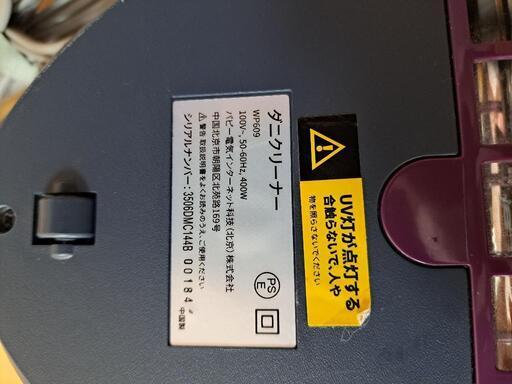 ダニクリーナー
WP609
100V~, 50-60Hz, 400W
パピー電気インターネット科技(北京)株式会社
中国北京市朝陽区北苑路169号
⚠警告 取扱説明書をよくお読みのうえ、ご使用ください
シリアルナンバー:3506DMC144B 00184
中国製
PS
E
UV灯が点灯する
合触らないで、人や
物を照らさないでください